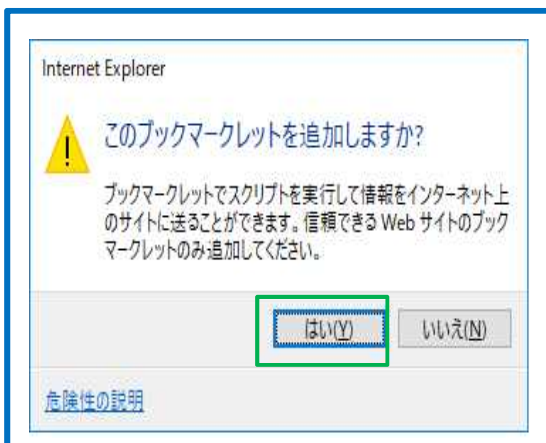 Internet Explorer
このブックマークレットを追加しますか?
ブックマークレットでスクリプトを実行して情報をインターネット上
のサイトに送ることができます。信頼できる Web サイトのブック
マークレットのみ追加してください。
はい(Y) いいえ(N)
危険性の説明